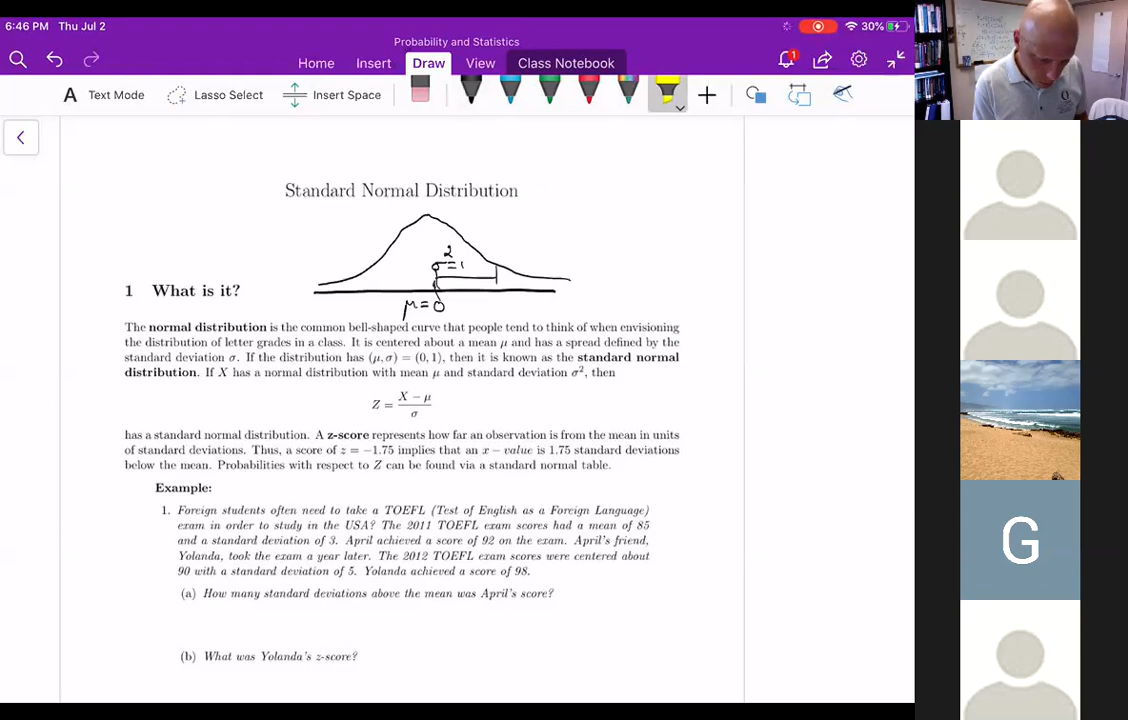 6:46 PM Thu Jul 2
30%
Probability and Statistics
Home Insert Draw View Class Notebook
1
A Text Mode Lasso Select Insert Space
Standard Normal Distribution
σ²=1
μ=0
1 What is it?
The normal distribution is the common bell-shaped curve that people tend to think of when envisioning
the distribution of letter grades in a class. It is centered about a mean μ and has a spread defined by the
standard deviation σ. If the distribution has (μ, σ) = (0, 1), then it is known as the standard normal
distribution. If X has a normal distribution with mean μ and standard deviation σ², then
Z = (X − μ) / σ
has a standard normal distribution. A z-score represents how far an observation is from the mean in units
of standard deviations. Thus, a score of z = −1.75 implies that an x − value is 1.75 standard deviations
below the mean. Probabilities with respect to Z can be found via a standard normal table.
Example:
1. Foreign students often need to take a TOEFL (Test of English as a Foreign Language)
exam in order to study in the USA? The 2011 TOEFL exam scores had a mean of 85
and a standard deviation of 3. April achieved a score of 92 on the exam. April's friend,
Yolanda, took the exam a year later. The 2012 TOEFL exam scores were centered about
90 with a standard deviation of 5. Yolanda achieved a score of 98.
(a) How many standard deviations above the mean was April's score?
(b) What was Yolanda's z-score?
G